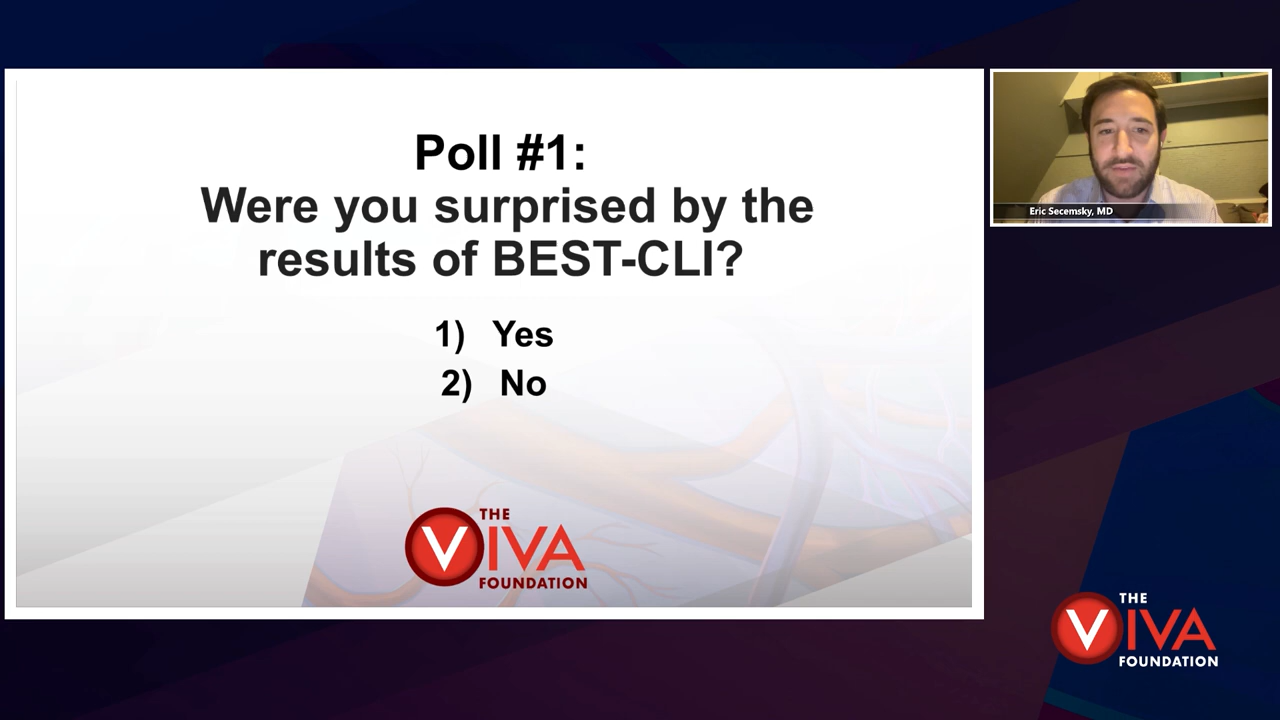 Poll #1:
Were you surprised by the
results of BEST-CLI?
1) Yes
2) No
THE
VIVA
FOUNDATION
Eric Secemsky, MD
THE
VIVA
FOUNDATION